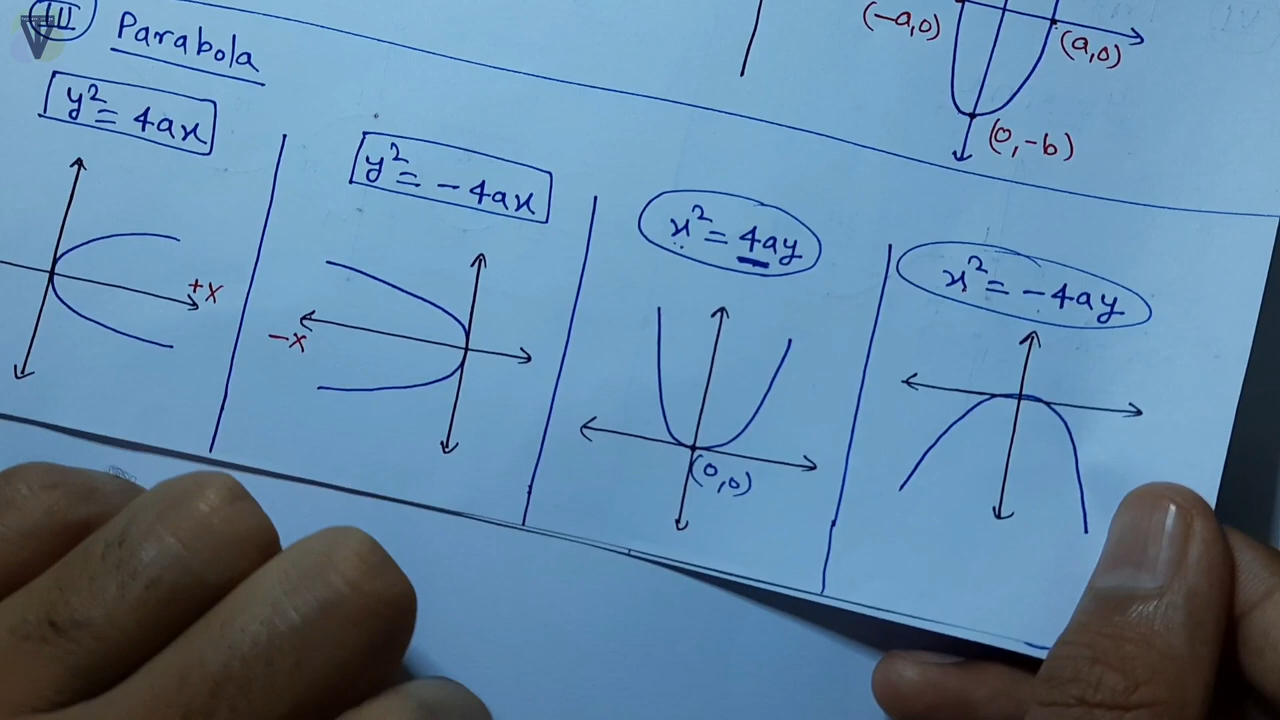 (-a,0)
(a,0)
(0,-b)
III Parabola
y² = 4ax
+x
y² = -4ax
-x
x² = 4ay
(0,0)
x² = -4ay